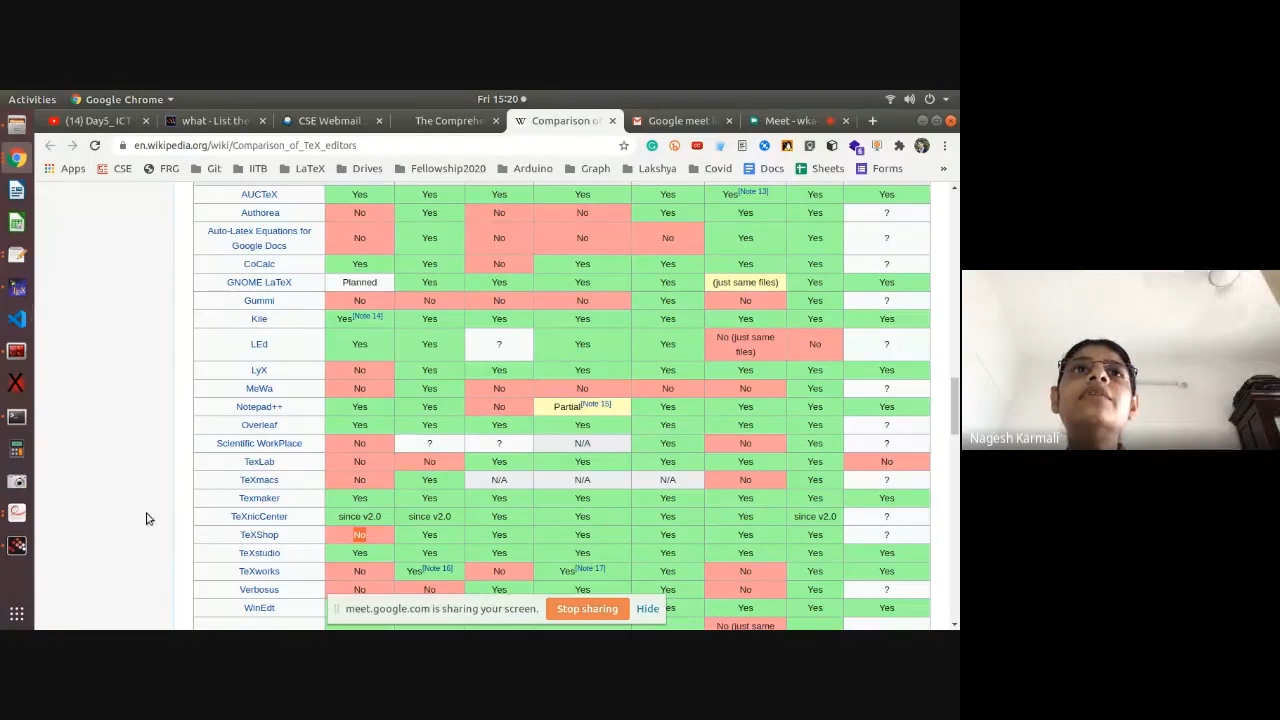 Activities Google Chrome Fri 15:20
(14) Day5_ICT what - List the CSE Webmail The Comprehe Comparison of Google meet l Meet - wka
en.wikipedia.org/wiki/Comparison_of_TeX_editors
Apps CSE FRG Git IITB LaTeX Drives Fellowship2020 Arduino Graph Lakshya Covid Docs Sheets Forms »
AUCTeX Yes Yes Yes Yes Yes Yes[Note 13] Yes Yes
Authorea No Yes No No Yes Yes Yes ?
Auto-Latex Equations for
Google Docs No Yes No No No Yes Yes ?
CoCalc Yes Yes No Yes Yes Yes Yes ?
GNOME LaTeX Planned Yes Yes Yes Yes (just same files) Yes Yes
Gummi No No No No Yes No Yes ?
Kile Yes[Note 14] Yes Yes Yes Yes Yes Yes Yes
LEd Yes Yes ? Yes Yes No (just same
files) No ?
LyX No Yes Yes Yes Yes Yes Yes Yes
MeWa No Yes No No No No Yes ?
Notepad++ Yes Yes No Partial[Note 15] Yes Yes Yes Yes
Overleaf Yes Yes Yes Yes Yes Yes Yes ?
Scientific WorkPlace No ? ? N/A Yes No Yes ?
TexLab No No Yes Yes Yes Yes Yes No
TeXmacs No Yes N/A N/A N/A No Yes ?
Texmaker Yes Yes Yes Yes Yes Yes Yes Yes
TeXnicCenter since v2.0 since v2.0 Yes Yes Yes Yes since v2.0 ?
TeXShop No Yes Yes Yes Yes Yes Yes ?
TeXstudio Yes Yes Yes Yes Yes Yes Yes Yes
TeXworks No Yes[Note 16] No Yes[Note 17] Yes No Yes Yes
Verbosus No No Yes Yes Yes No Yes ?
WinEdt Yes Yes Yes Yes
meet.google.com is sharing your screen. Stop sharing Hide
No (just same
Nagesh Karmali